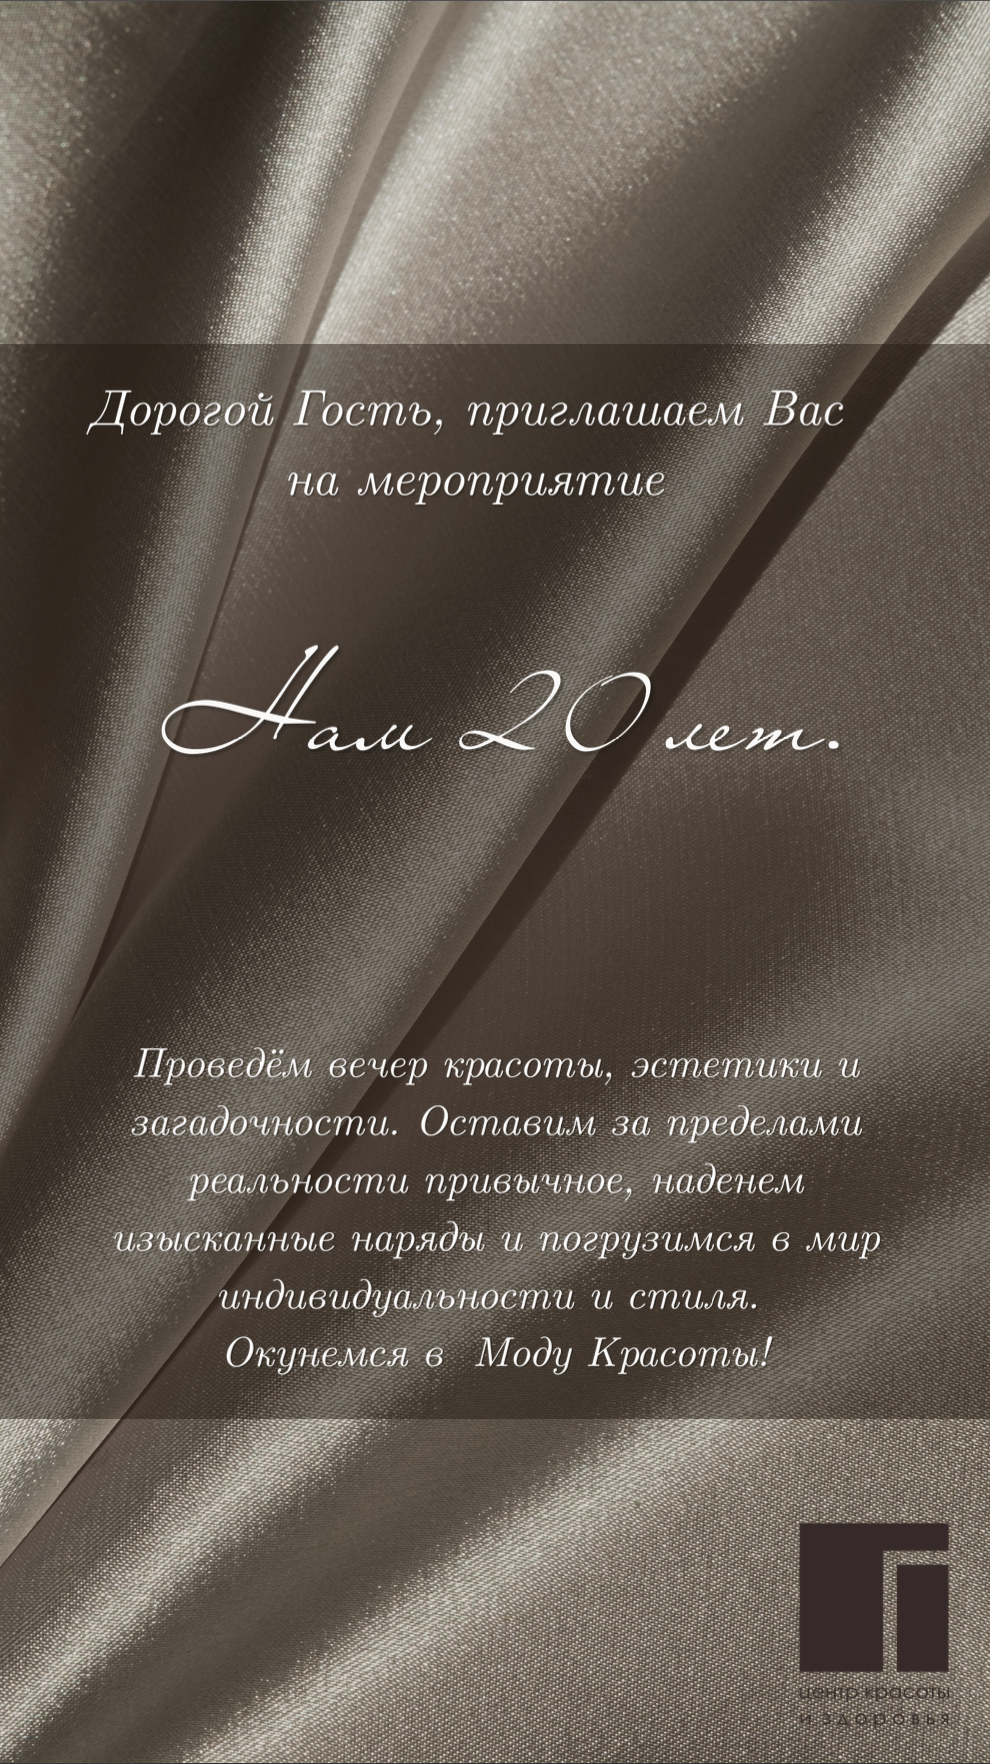 Дорогой Гость, приглашаем Вас
на мероприятие
Нам 20 лет.
Проведём вечер красоты, эстетики и
загадочности. Оставим за пределами
реальности привычное, наденем
изысканные наряды и погрузимся в мир
индивидуальности и стиля.
Окунемся в Моду Красоты!
центр красоты
и здоровья